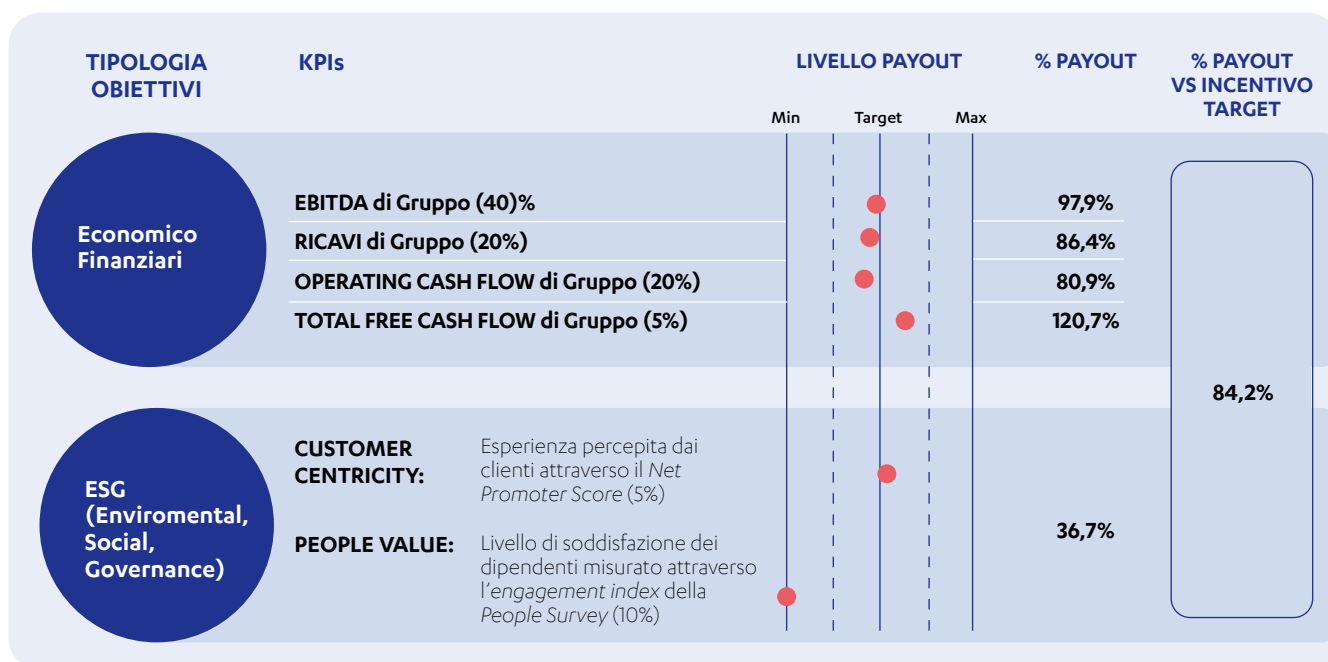 TIPOLOGIA
OBIETTIVI
KPIs
LIVELLO PAYOUT
% PAYOUT
% PAYOUT
VS INCENTIVO
TARGET
Min
Target
Max
Economico
Finanziari
EBITDA di Gruppo (40)%
97,9%
RICAVI di Gruppo (20%)
86,4%
OPERATING CASH FLOW di Gruppo (20%)
80,9%
TOTAL FREE CASH FLOW di Gruppo (5%)
120,7%
84,2%
ESG
(Enviromental,
Social,
Governance)
CUSTOMER
CENTRICITY:
Esperienza percepita dai
clienti attraverso il Net
Promoter Score (5%)
PEOPLE VALUE:
Livello di soddisfazione dei
dipendenti misurato attraverso
l'engagement index della
People Survey (10%)
36,7%